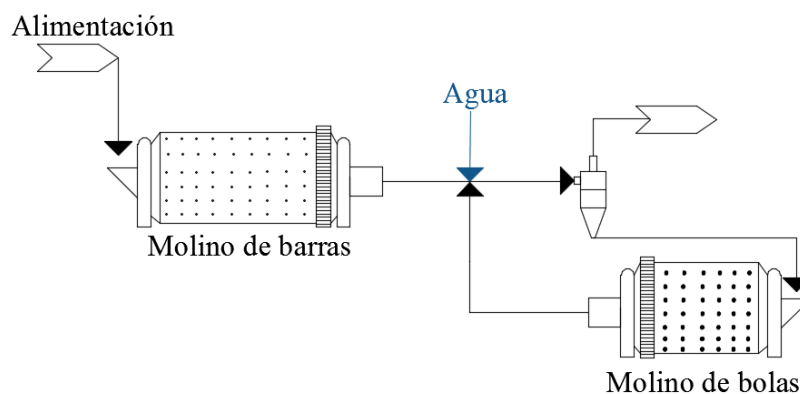 Alimentación
Agua
Molino de barras
Molino de bolas